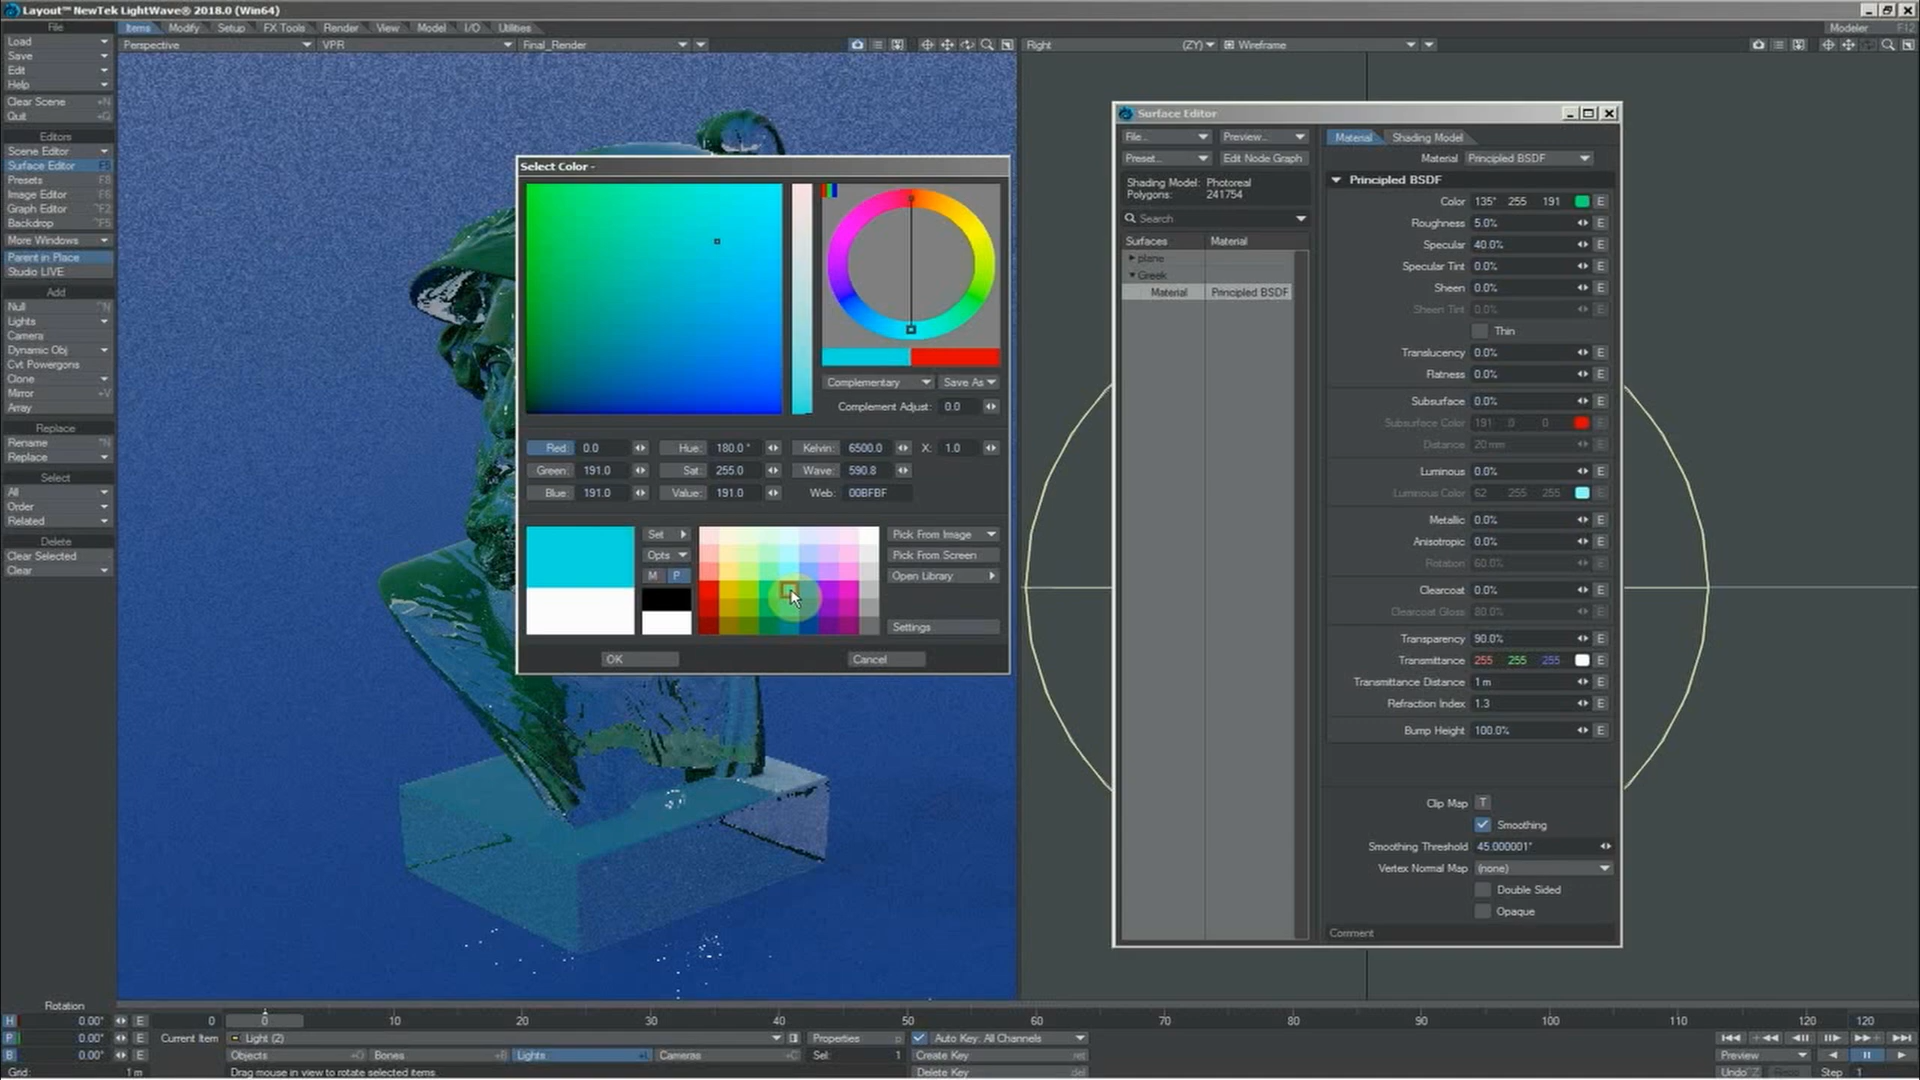 Layout™ NewTek LightWave® 2018.0 (Win64)
File
Items Modify Setup FX Tools Render View Model I/O Utilities
Modeler F12
Load
Save
Edit
Help
Clear Scene
Quit
Editors
Scene Editor
Surface Editor F5
Presets F8
Image Editor F6
Graph Editor ^F2
Backdrop ^F5
More Windows
Parent in Place
Studio LIVE
Add
Null
Lights
Camera
Dynamic Obj
Cvt Powergons
Clone
Mirror +V
Array
Replace
Rename
Replace
Select
All
Order
Related
Delete
Clear Selected
Clear
Perspective VPR Final_Render
Right (ZY) Wireframe
Select Color -
Complementary Save As
Complement Adjust: 0.0
Red: 0.0 Hue: 180.0 ° Kelvin: 6500.0 X: 1.0
Green: 191.0 Sat: 255.0 Wave: 590.8
Blue: 191.0 Value: 191.0 Web: 00BFBF
Set Pick From Image
Opts Pick From Screen
M P Open Library
Settings
OK Cancel
Surface Editor
File... Preview...
Preset... Edit Node Graph
Shading Model: Photoreal
Polygons: 241754
Search
Surfaces Material
plane
Greek
Material Principled BSDF
Material Shading Model
Material Principled BSDF
Principled BSDF
Color 135° 255 191 E
Roughness 5.0% E
Specular 40.0% E
Specular Tint 0.0% E
Sheen 0.0% E
Sheen Tint 0.0% E
Thin
Translucency 0.0% E
Flatness 0.0% E
Subsurface 0.0% E
Subsurface Color 191 0 0 E
Distance 20 mm E
Luminous 0.0% E
Luminous Color 62 255 255 E
Metallic 0.0% E
Anisotropic 0.0% E
Rotation 60.0% E
Clearcoat 0.0% E
Clearcoat Gloss 80.0% E
Transparency 90.0% E
Transmittance 255 255 255 E
Transmittance Distance 1 m E
Refraction Index 1.3 E
Bump Height 100.0% E
Clip Map T
Smoothing
Smoothing Threshold 45.000001°
Vertex Normal Map (none)
Double Sided
Opaque
Comment
Rotation
H 0.00° E 0 0 10 20 30 40 50 60 70 80 90 100 110 120 120
P 0.00° E Current Item Light (2) Properties p Auto Key: All Channels
B 0.00° E Objects +O Bones +B Lights +L Cameras +C Sel: 1 Create Key ret Preview
Grid: 1 m Drag mouse in view to rotate selected items. Delete Key del Undo Redo Step 1